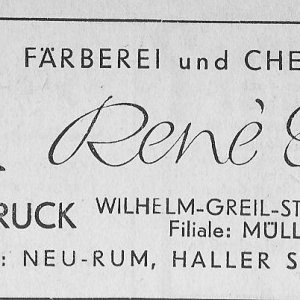 FÄRBEREI und CHE
Renè
RUCK WILHELM-GREIL-ST
Filiale: MÜLL
: NEU-RUM, HALLER S